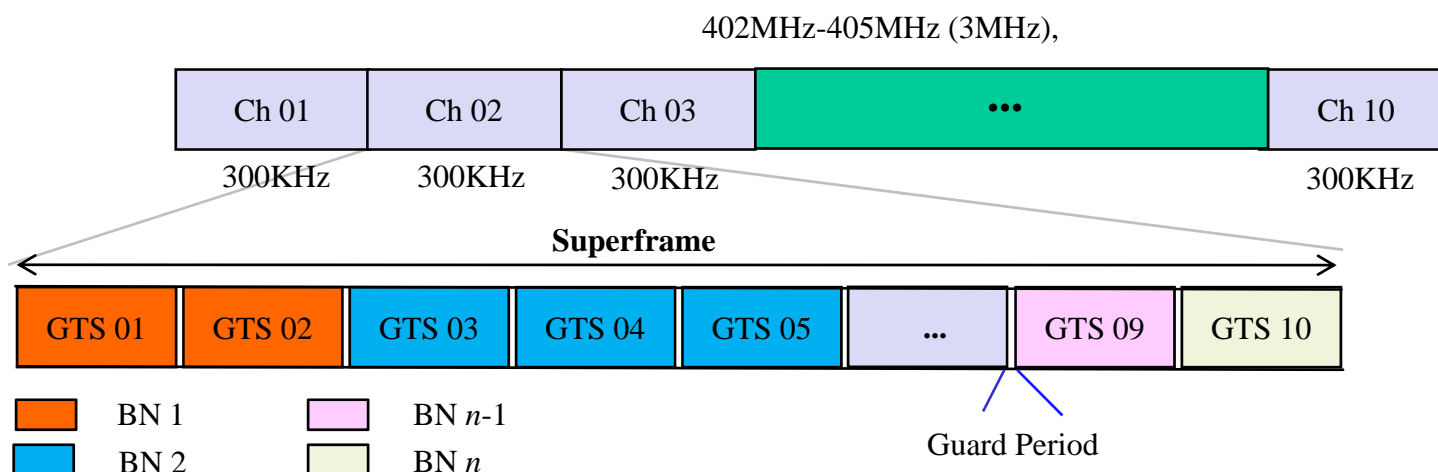 402MHz-405MHz (3MHz),
Ch 01 Ch 02 Ch 03 ... Ch 10
300KHz 300KHz 300KHz 300KHz
Superframe
GTS 01 GTS 02 GTS 03 GTS 04 GTS 05 ... GTS 09 GTS 10
BN 1 BN n-1
Guard Period
BN 2 BN n